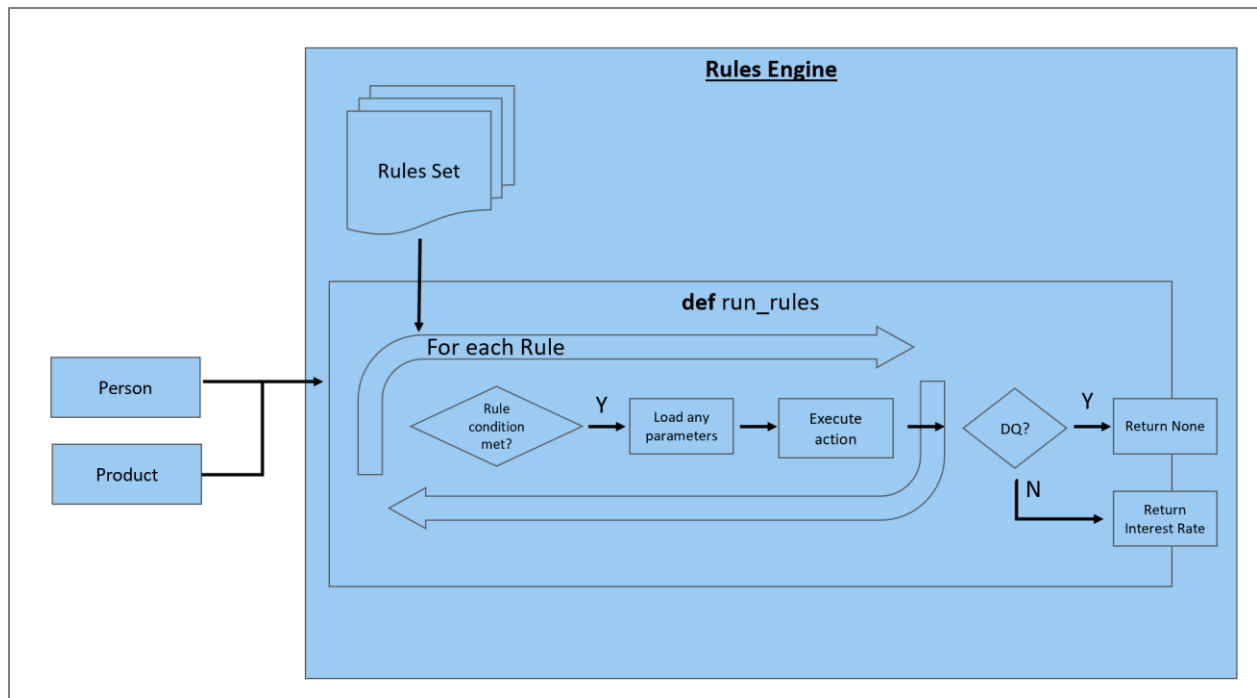 Rules Engine
Rules Set
def run_rules
For each Rule
Person
Product
Rule
condition
met?
Y
Load any
parameters
Execute
action
DQ?
Y
Return None
N
Return
Interest Rate